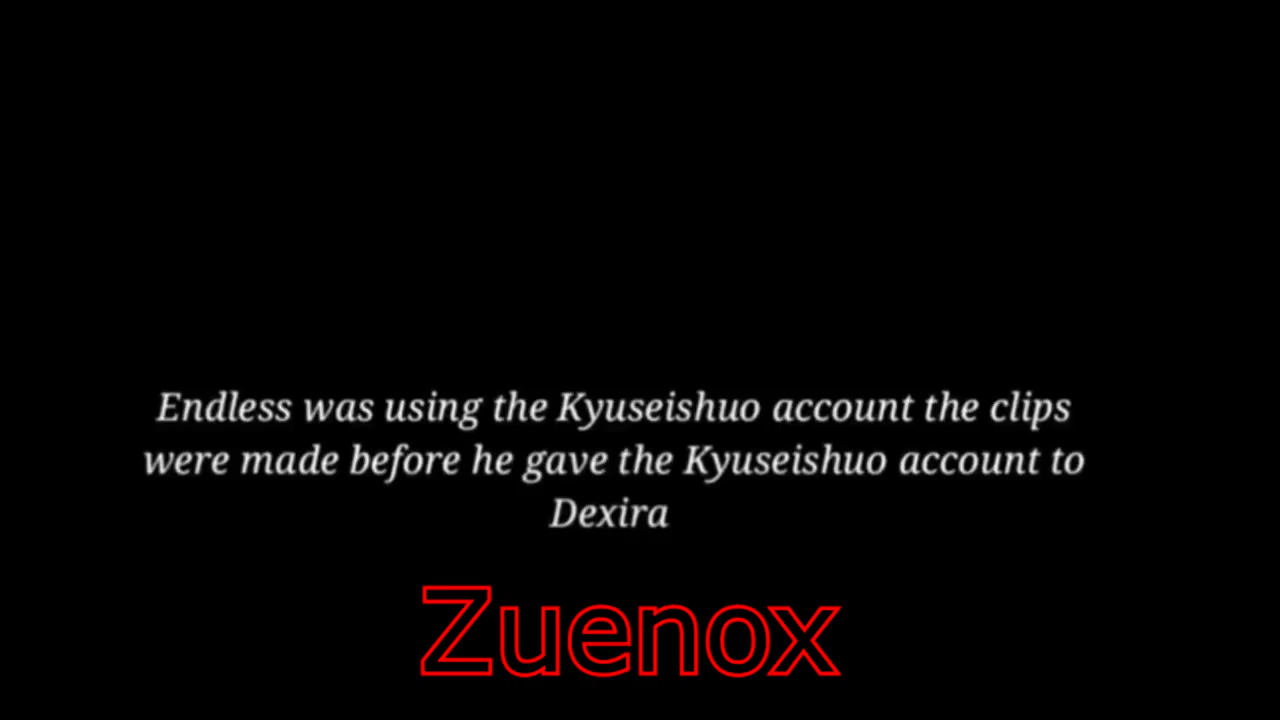 Endless was using the Kyuseishuo account the clips
were made before he gave the Kyuseishuo account to
Dexira
Zuenox